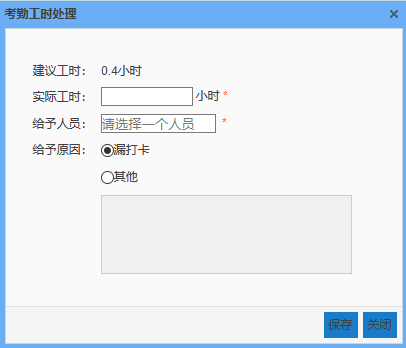 考勤工时处理
建议工时： 0.4小时
实际工时： 小时 *
给予人员： 请选择一个人员 *
给予原因： 漏打卡
其他
保存 关闭